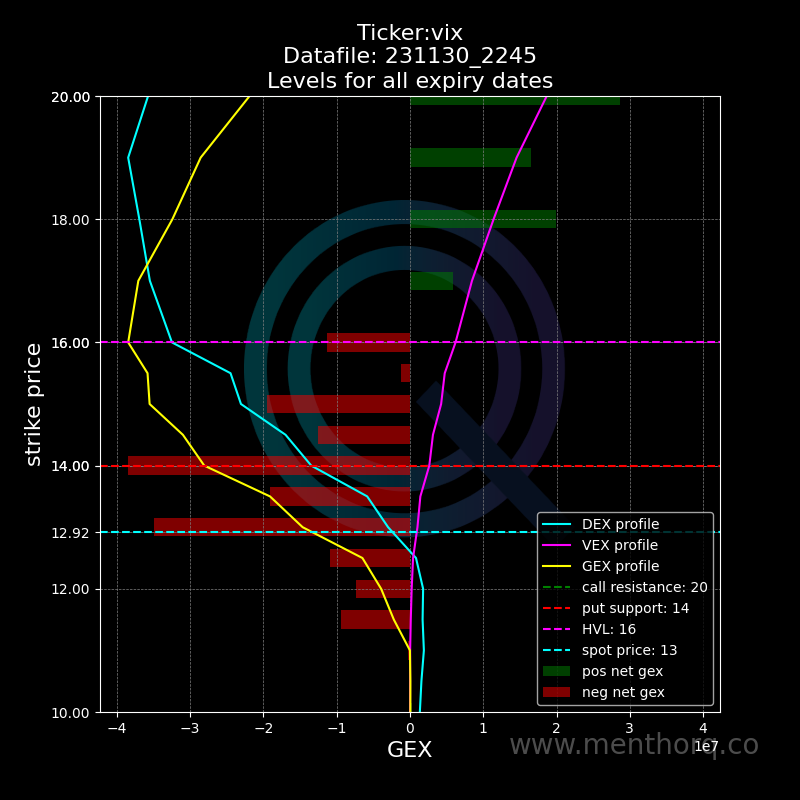 Ticker:vix
Datafile: 231130_2245
Levels for all expiry dates
20.00
18.00
16.00
14.00
12.92
12.00
10.00
strike price
DEX profile
VEX profile
GEX profile
call resistance: 20
put support: 14
HVL: 16
spot price: 13
pos net gex
neg net gex
−4 −3 −2 −1 0 1 2 3 4
1e7
GEX
www.menthorq.co